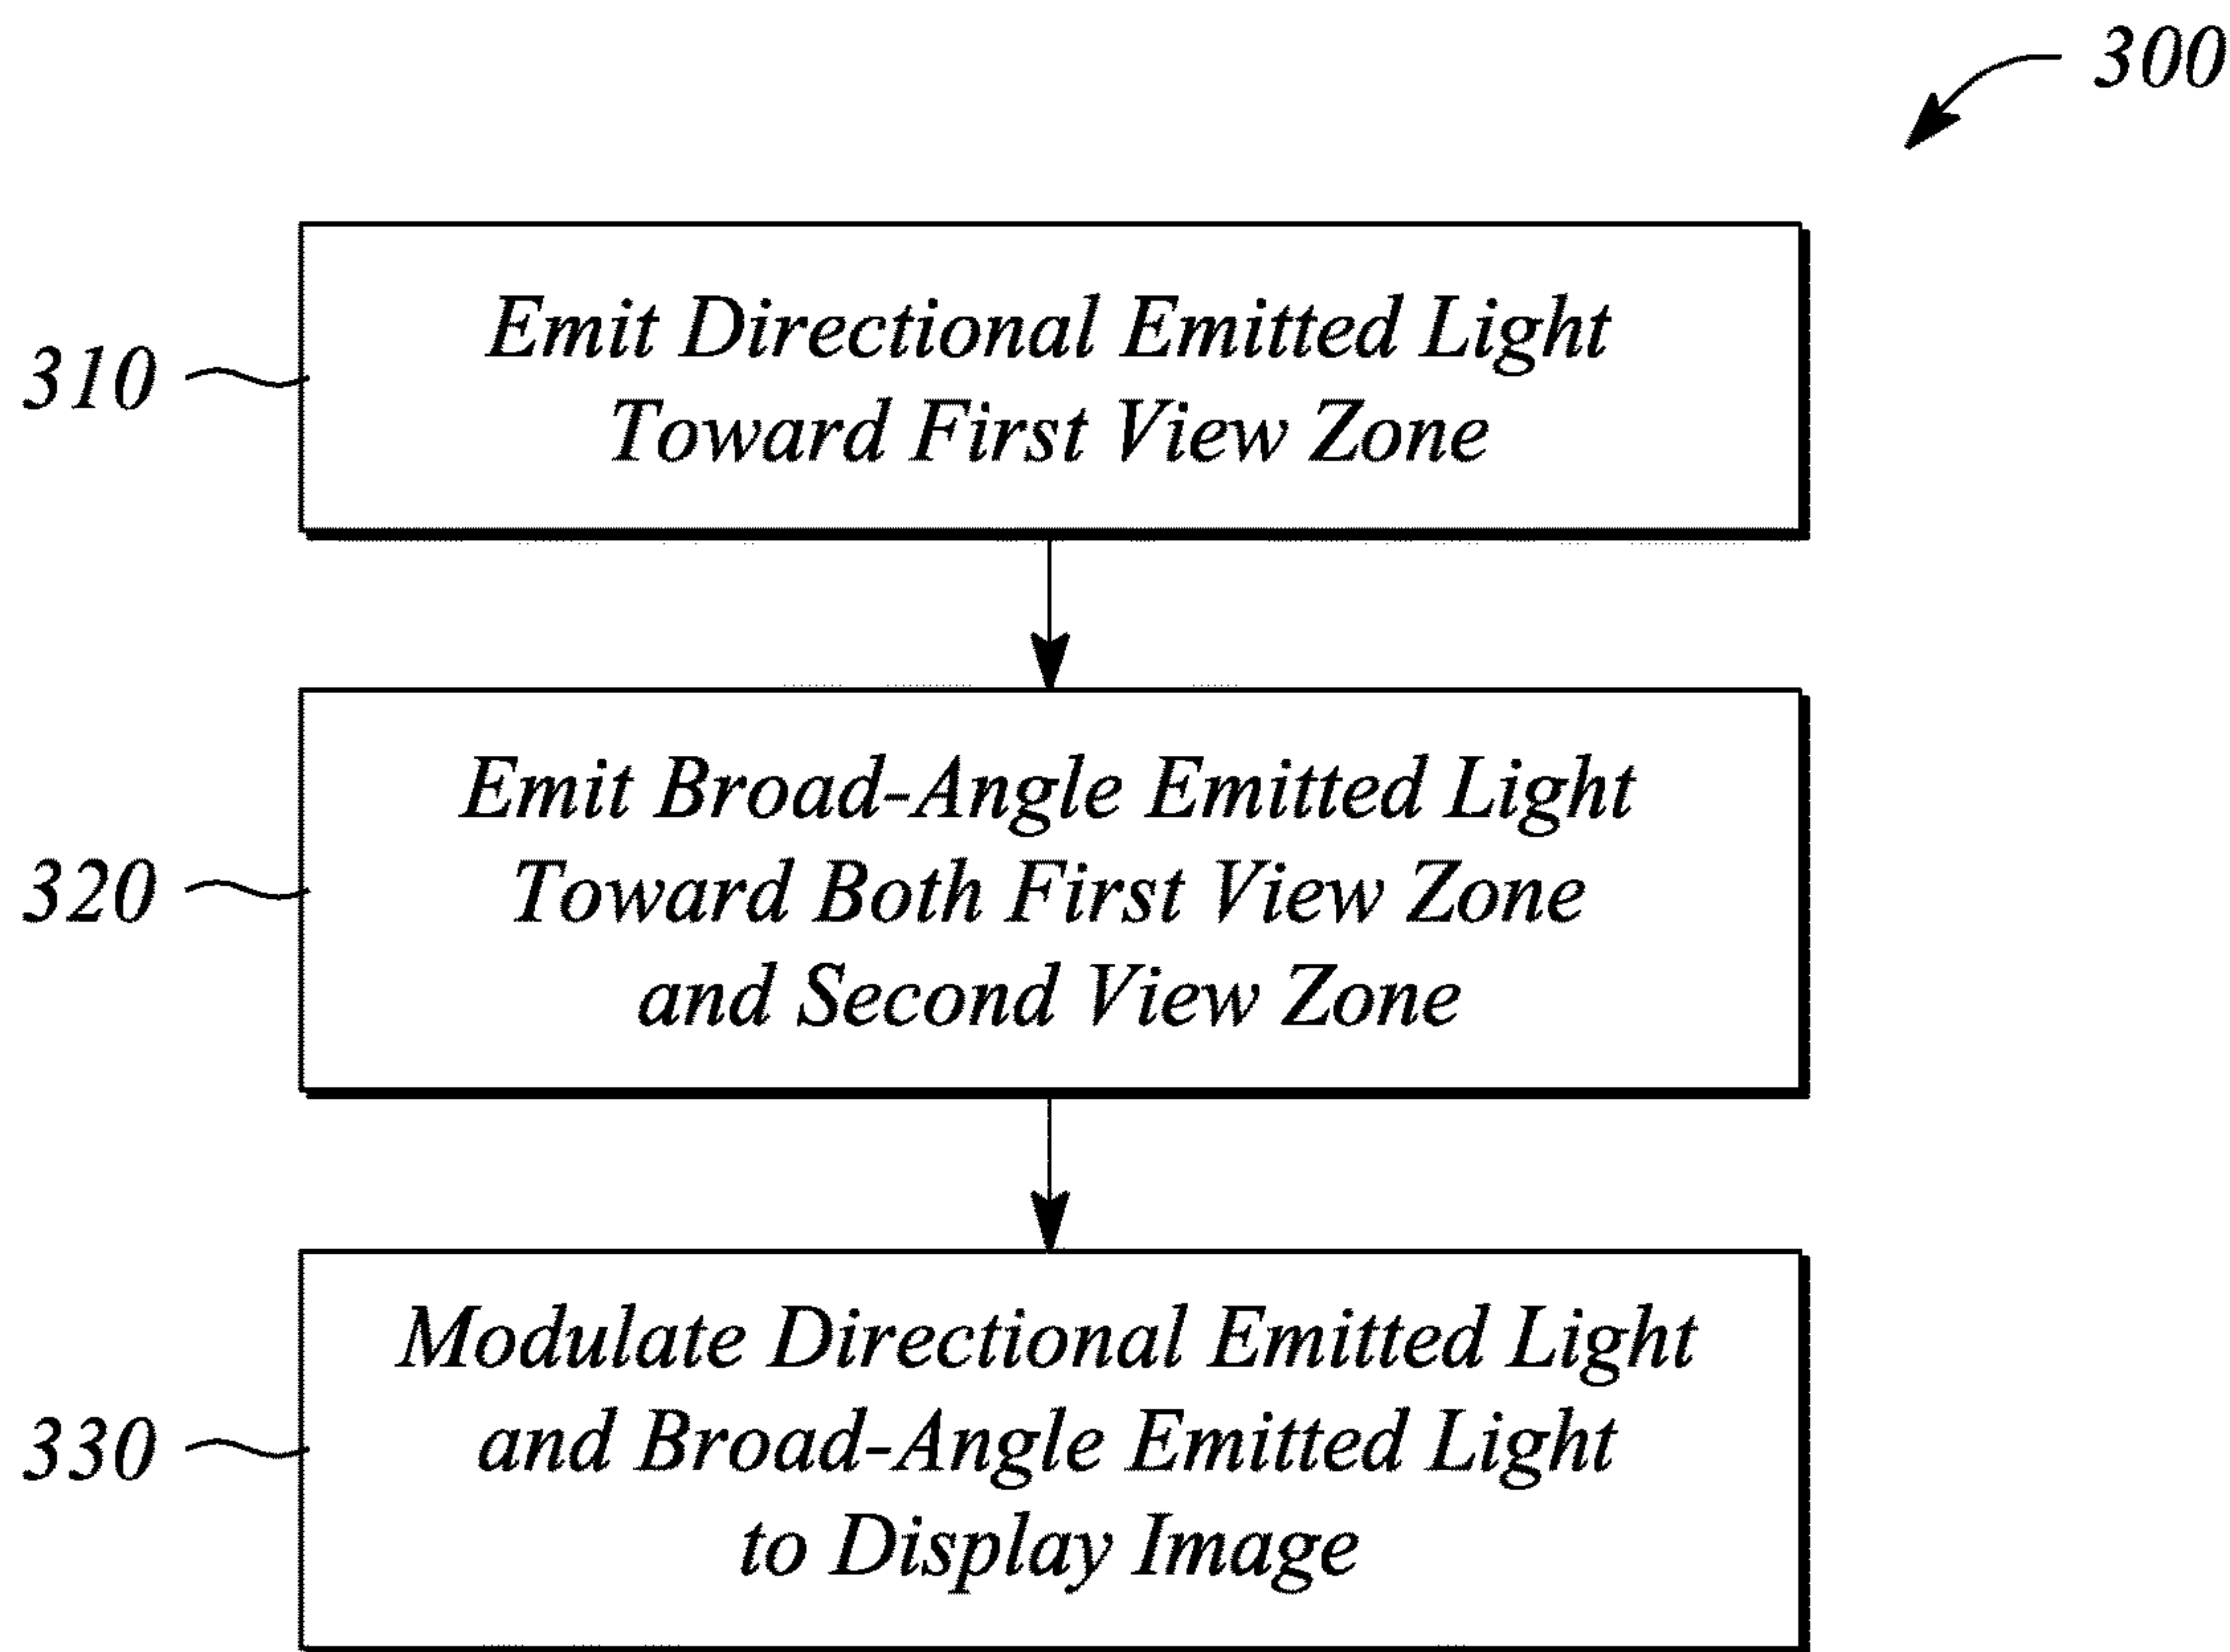 300
310
Emit Directional Emitted Light
Toward First View Zone
320
Emit Broad-Angle Emitted Light
Toward Both First View Zone
and Second View Zone
330
Modulate Directional Emitted Light
and Broad-Angle Emitted Light
to Display Image